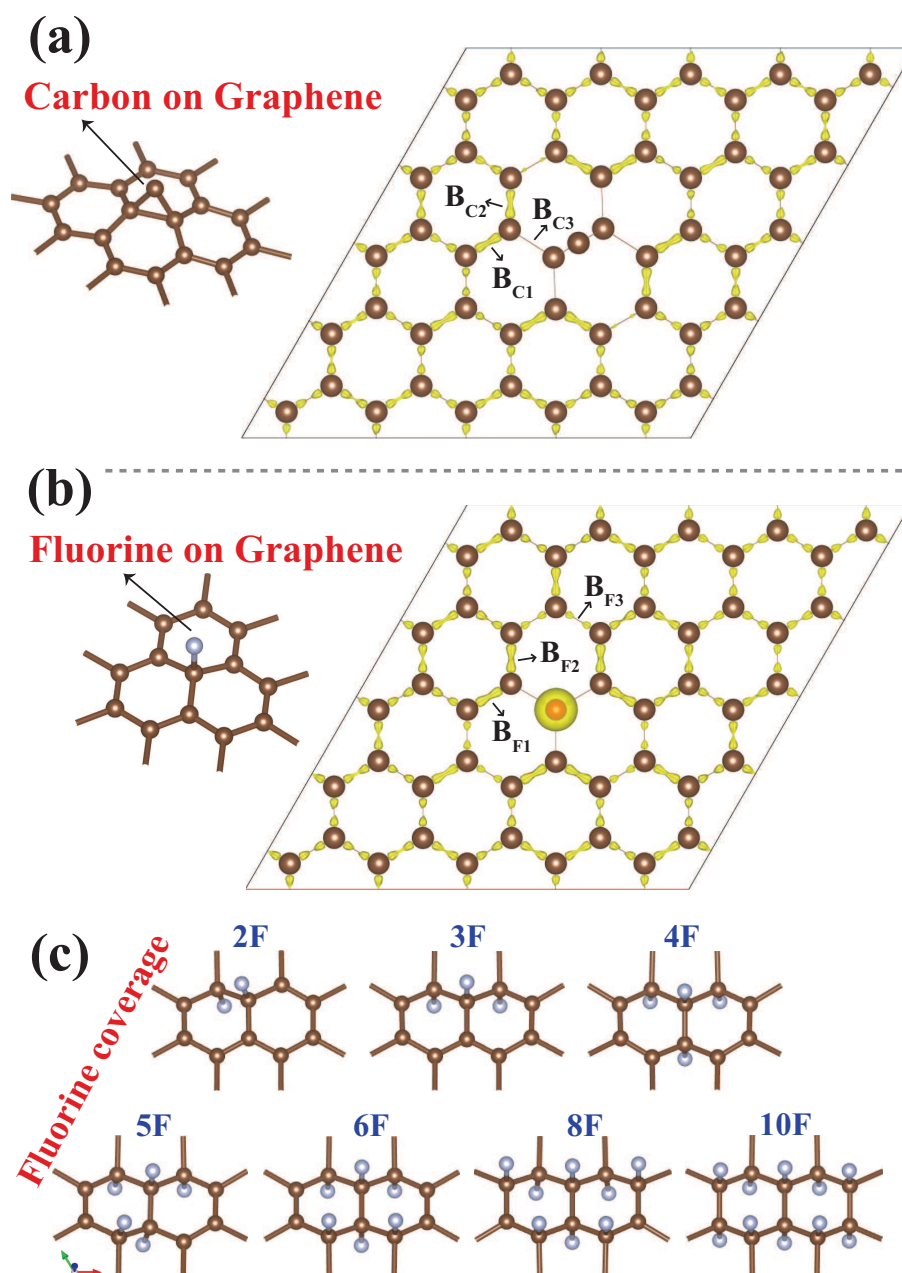 (a)
Carbon on Graphene
B_C2
B_C3
B_C1
(b)
Fluorine on Graphene
B_F3
B_F2
B_F1
(c)
Fluorine coverage
2F
3F
4F
5F
6F
8F
10F